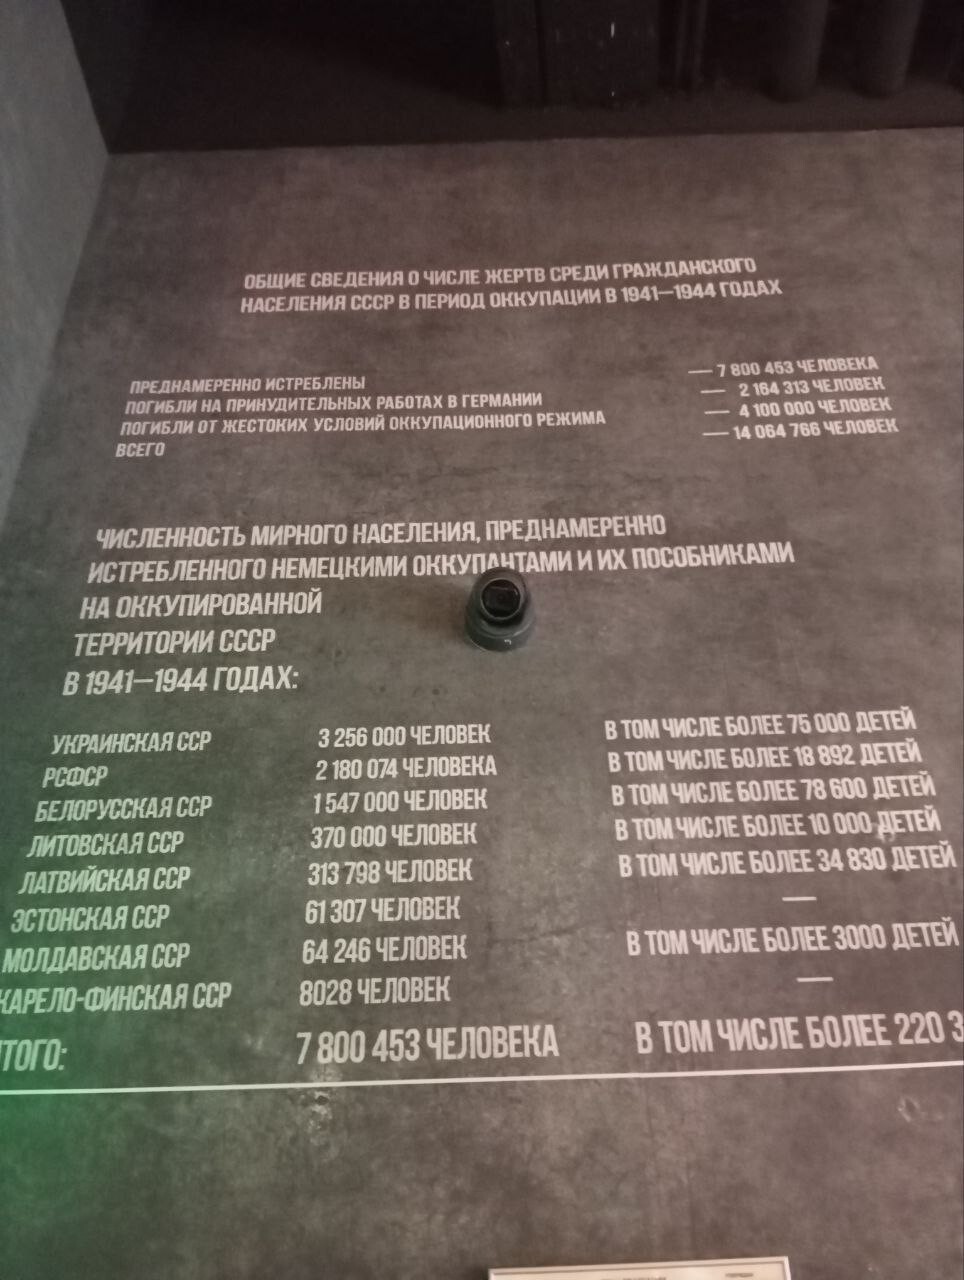 ОБЩИЕ СВЕДЕНИЯ О ЧИСЛЕ ЖЕРТВ СРЕДИ ГРАЖДАНСКОГО
НАСЕЛЕНИЯ СССР В ПЕРИОД ОККУПАЦИИ В 1941—1944 ГОДАХ
ПРЕДНАМЕРЕННО ИСТРЕБЛЕНЫ — 7 800 453 ЧЕЛОВЕКА
ПОГИБЛИ НА ПРИНУДИТЕЛЬНЫХ РАБОТАХ В ГЕРМАНИИ — 2 164 313 ЧЕЛОВЕК
ПОГИБЛИ ОТ ЖЕСТОКИХ УСЛОВИЙ ОККУПАЦИОННОГО РЕЖИМА — 4 100 000 ЧЕЛОВЕК
ВСЕГО — 14 064 766 ЧЕЛОВЕК
ЧИСЛЕННОСТЬ МИРНОГО НАСЕЛЕНИЯ, ПРЕДНАМЕРЕННО
ИСТРЕБЛЕННОГО НЕМЕЦКИМИ ОККУПАНТАМИ И ИХ ПОСОБНИКАМИ
НА ОККУПИРОВАННОЙ
ТЕРРИТОРИИ СССР
В 1941—1944 ГОДАХ:
УКРАИНСКАЯ ССР 3 256 000 ЧЕЛОВЕК В ТОМ ЧИСЛЕ БОЛЕЕ 75 000 ДЕТЕЙ
РСФСР 2 180 074 ЧЕЛОВЕКА В ТОМ ЧИСЛЕ БОЛЕЕ 18 892 ДЕТЕЙ
БЕЛОРУССКАЯ ССР 1 547 000 ЧЕЛОВЕК В ТОМ ЧИСЛЕ БОЛЕЕ 78 600 ДЕТЕЙ
ЛИТОВСКАЯ ССР 370 000 ЧЕЛОВЕК В ТОМ ЧИСЛЕ БОЛЕЕ 10 000 ДЕТЕЙ
ЛАТВИЙСКАЯ ССР 313 798 ЧЕЛОВЕК В ТОМ ЧИСЛЕ БОЛЕЕ 34 830 ДЕТЕЙ
ЭСТОНСКАЯ ССР 61 307 ЧЕЛОВЕК —
МОЛДАВСКАЯ ССР 64 246 ЧЕЛОВЕК В ТОМ ЧИСЛЕ БОЛЕЕ 3000 ДЕТЕЙ
КАРЕЛО-ФИНСКАЯ ССР 8028 ЧЕЛОВЕК —
ТОГО: 7 800 453 ЧЕЛОВЕКА В ТОМ ЧИСЛЕ БОЛЕЕ 220 3